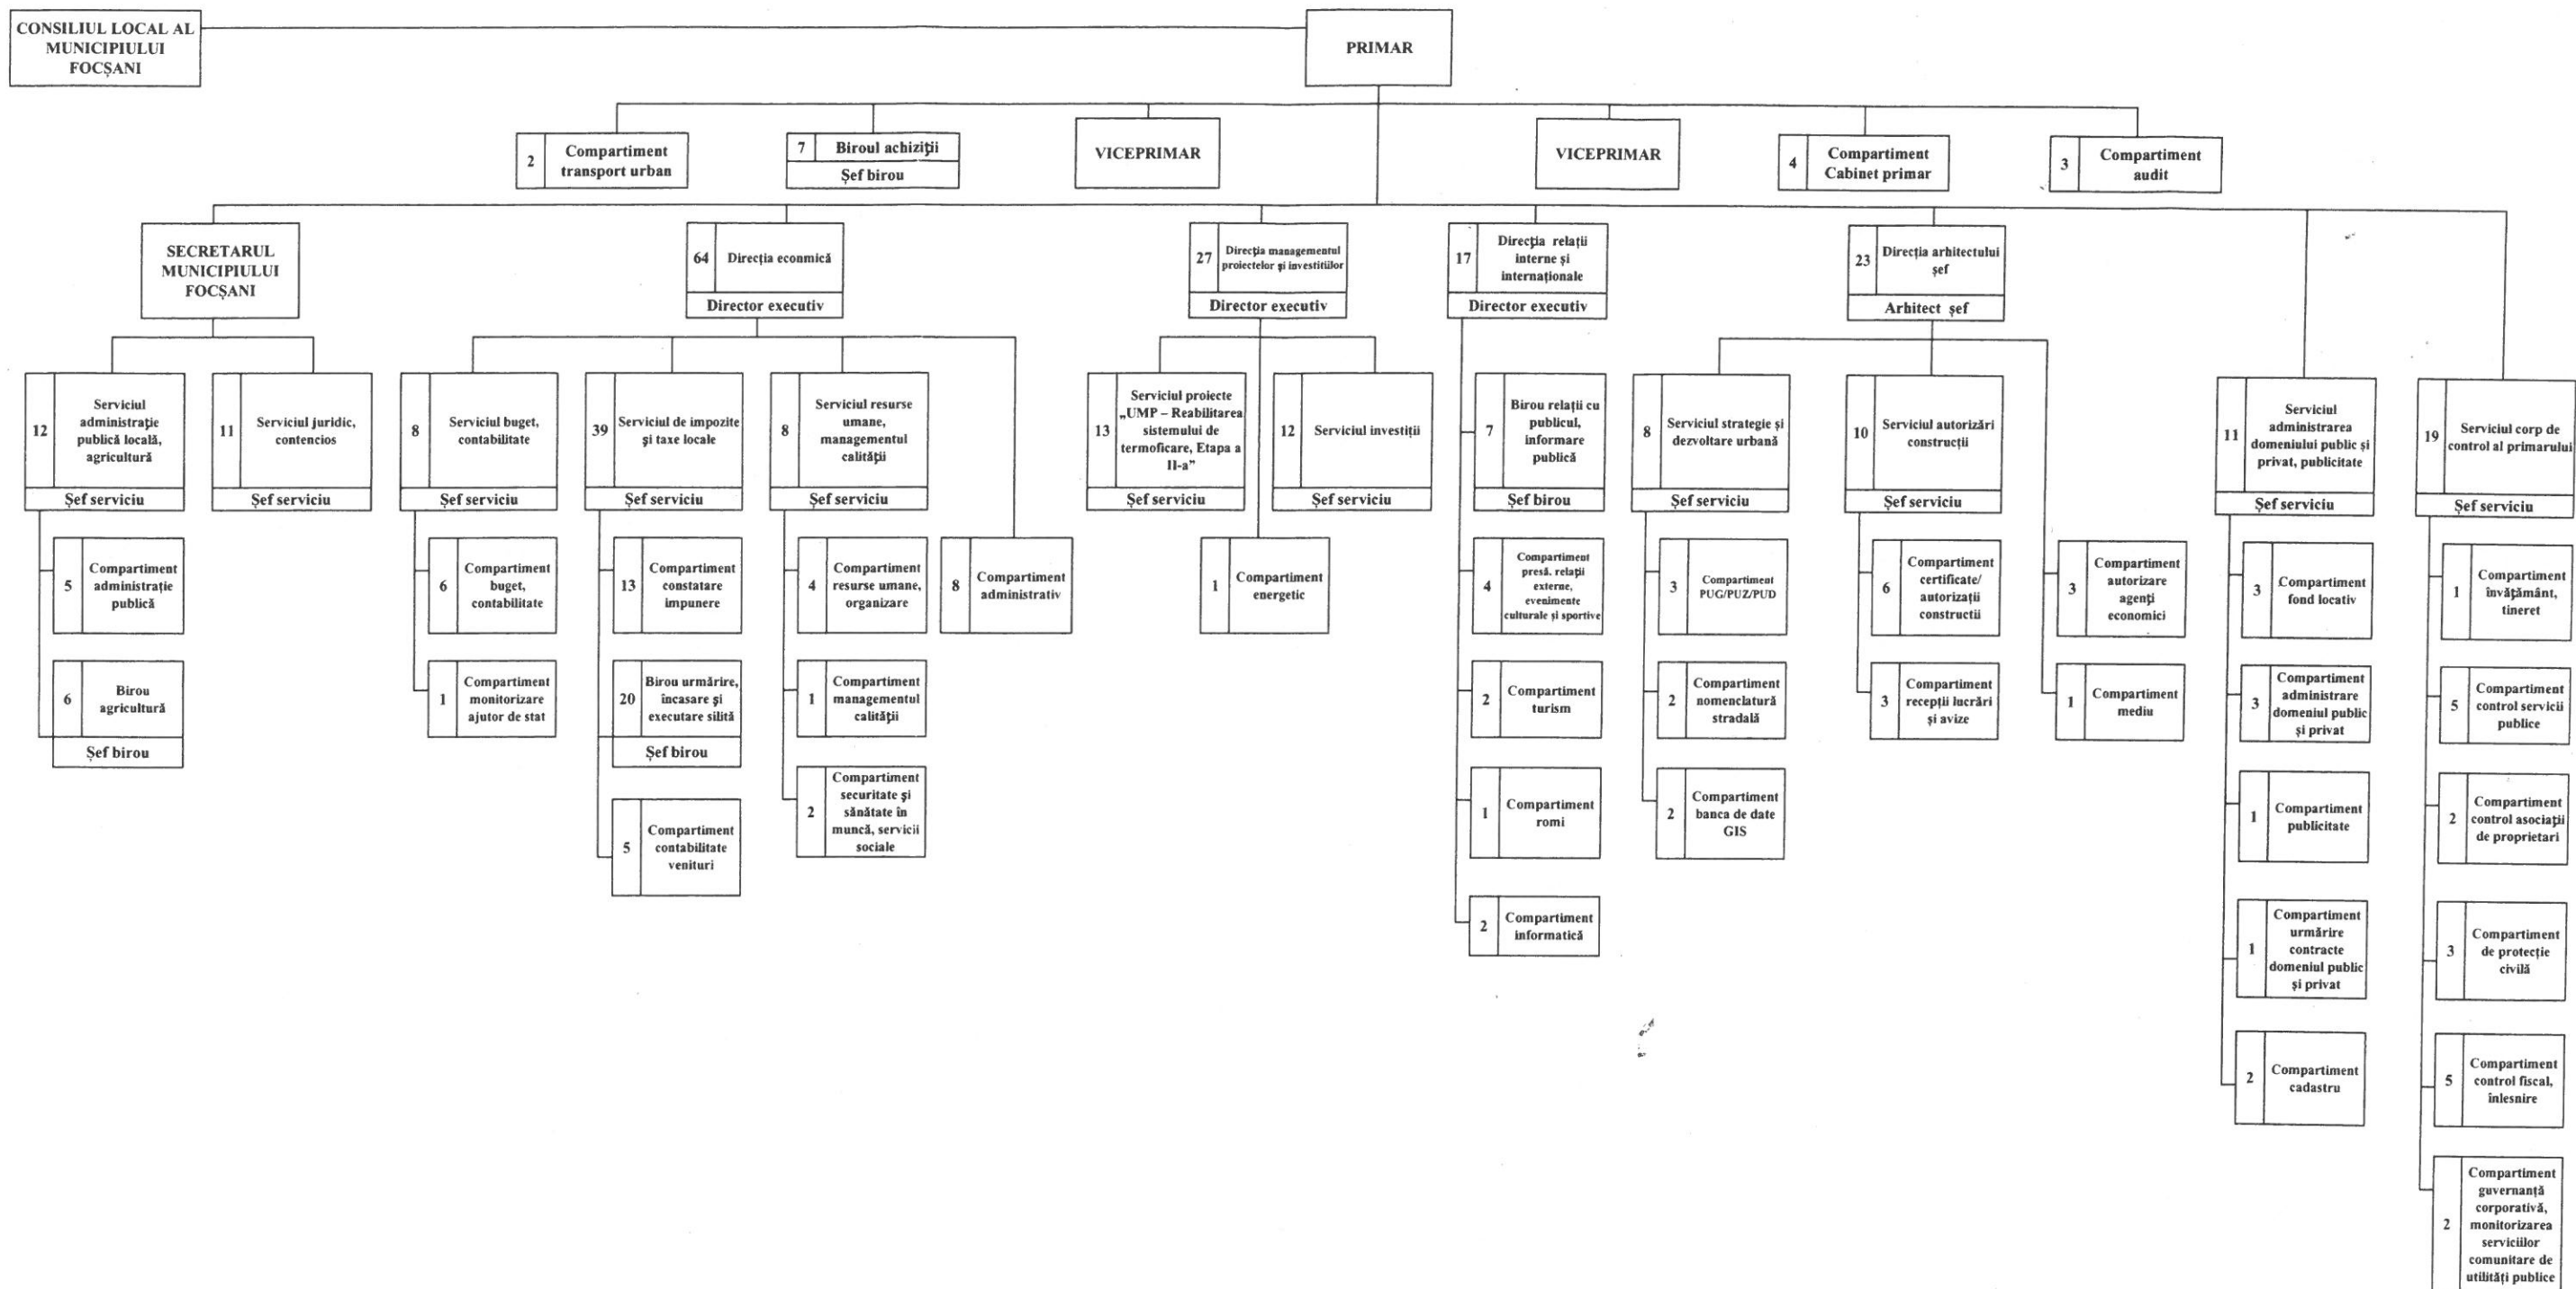 CONSILIUL LOCAL AL
MUNICIPIULUI
FOCȘANI
PRIMAR
2
Compartiment
transport urban
7
Biroul achiziții
Șef birou
VICEPRIMAR
VICEPRIMAR
4
Compartiment
Cabinet primar
3
Compartiment
audit
SECRETARUL
MUNICIPIULUI
FOCȘANI
64
Direcția econmică
Director executiv
27
Direcția managementul
proiectelor și investitiilor
Director executiv
17
Direcția relații
interne și
internaționale
Director executiv
23
Direcția arhitectului
șef
Arhitect șef
12
Serviciul
administrație
publică locală,
agricultură
Șef serviciu
11
Serviciul juridic,
contencios
Șef serviciu
8
Serviciul buget,
contabilitate
Șef serviciu
39
Serviciul de impozite
și taxe locale
Șef serviciu
8
Serviciul resurse
umane,
managementul
calității
Șef serviciu
13
Serviciul proiecte
„UMP – Reabilitarea
sistemului de
termoficare, Etapa a
II-a”
Șef serviciu
12
Serviciul investiții
Șef serviciu
7
Birou relații cu
publicul,
informare
publică
Șef birou
8
Serviciul strategie și
dezvoltare urbană
Șef serviciu
10
Serviciul autorizări
construcții
Șef serviciu
11
Serviciul
administrarea
domeniului public și
privat, publicitate
Șef serviciu
19
Serviciul corp de
control al primarului
Șef serviciu
5
Compartiment
administrație
publică
6
Compartiment
buget,
contabilitate
13
Compartiment
constatare
impunere
4
Compartiment
resurse umane,
organizare
8
Compartiment
administrativ
1
Compartiment
energetic
4
Compartiment
presă. relații
externe,
evenimente
culturale și sportive
3
Compartiment
PUG/PUZ/PUD
6
Compartiment
certificate/
autorizații
constructii
3
Compartiment
autorizare
agenți
economici
3
Compartiment
fond locativ
1
Compartiment
învățământ,
tineret
6
Birou
agricultură
Șef birou
1
Compartiment
monitorizare
ajutor de stat
20
Birou urmărire,
încasare și
executare silită
Șef birou
1
Compartiment
managementul
calității
2
Compartiment
turism
2
Compartiment
nomenclatură
stradală
3
Compartiment
recepții lucrări
și avize
1
Compartiment
mediu
3
Compartiment
administrare
domeniul public
și privat
5
Compartiment
control servicii
publice
5
Compartiment
contabilitate
venituri
2
Compartiment
securitate și
sănătate în
muncă, servicii
sociale
1
Compartiment
romi
2
Compartiment
banca de date
GIS
1
Compartiment
publicitate
2
Compartiment
control asociații
de proprietari
2
Compartiment
informatică
1
Compartiment
urmărire
contracte
domeniul public
și privat
3
Compartiment
de protecție
civilă
2
Compartiment
cadastru
5
Compartiment
control fiscal,
înlesnire
2
Compartiment
guvernanță
corporativă,
monitorizarea
serviciilor
comunitare de
utilități publice